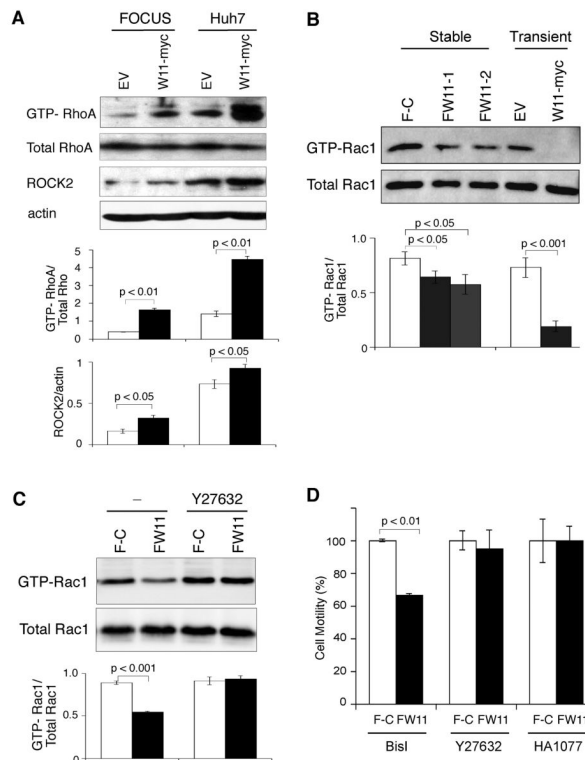 A
FOCUS Huh7
EV W11-myc EV W11-myc
GTP- RhoA
Total RhoA
ROCK2
actin
GTP- RhoA/
Total Rho
5
4
3
2
1
0
p < 0.01
p < 0.01
ROCK2/actin
1
0.5
0
p < 0.05
p < 0.05
B
Stable Transient
F-C FW11-1 FW11-2 EV W11-myc
GTP-Rac1
Total Rac1
GTP- Rac1/
Total Rac1
1.0
0.5
0
p < 0.05
p < 0.05
p < 0.001
C
– Y27632
F-C FW11 F-C FW11
GTP-Rac1
Total Rac1
GTP- Rac1/
Total Rac1
1.0
0.5
0
p < 0.001
D
Cell Motility (%)
120
100
80
60
40
20
0
p < 0.01
F-C FW11 F-C FW11 F-C FW11
BisI Y27632 HA1077